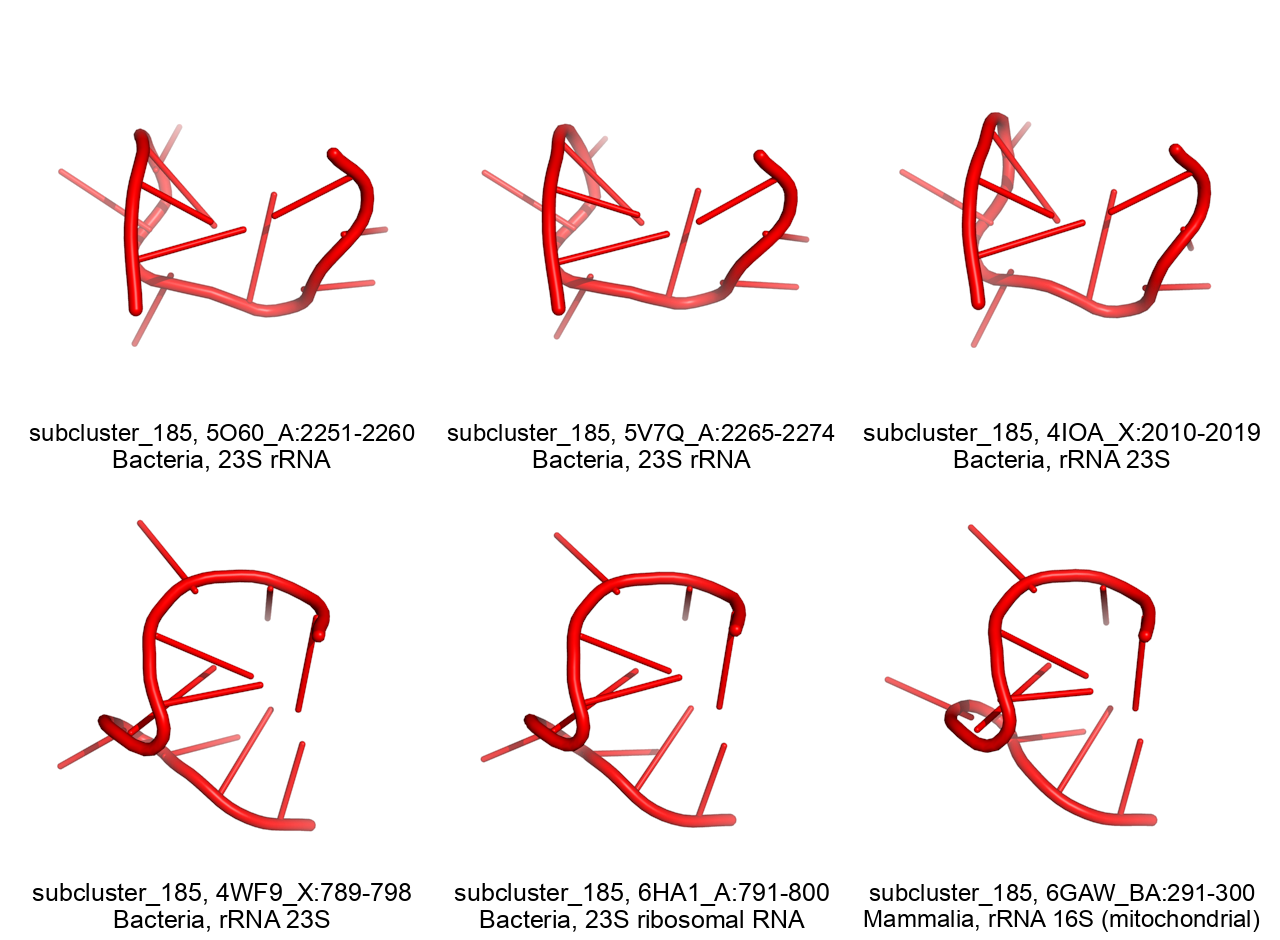 subcluster_185, 5O60_A:2251-2260
Bacteria, 23S rRNA
subcluster_185, 5V7Q_A:2265-2274
Bacteria, 23S rRNA
subcluster_185, 4IOA_X:2010-2019
Bacteria, rRNA 23S
subcluster_185, 4WF9_X:789-798
Bacteria, rRNA 23S
subcluster_185, 6HA1_A:791-800
Bacteria, 23S ribosomal RNA
subcluster_185, 6GAW_BA:291-300
Mammalia, rRNA 16S (mitochondrial)